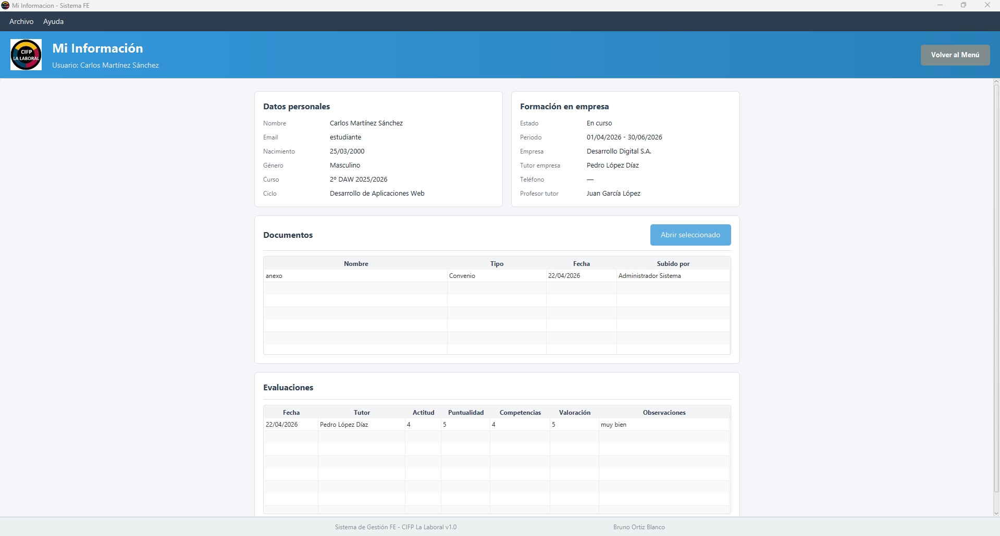 Mi Informacion - Sistema FE
Archivo Ayuda
CIFP
LA LABORAL
Mi Información
Usuario: Carlos Martínez Sánchez
Volver al Menú
Datos personales
Nombre Carlos Martínez Sánchez
Email estudiante
Nacimiento 25/03/2000
Género Masculino
Curso 2º DAW 2025/2026
Ciclo Desarrollo de Aplicaciones Web
Formación en empresa
Estado En curso
Periodo 01/04/2026 - 30/06/2026
Empresa Desarrollo Digital S.A.
Tutor empresa Pedro López Díaz
Teléfono —
Profesor tutor Juan García López
Documentos
Abrir seleccionado
Nombre Tipo Fecha Subido por
anexo Convenio 22/04/2026 Administrador Sistema
Evaluaciones
Fecha Tutor Actitud Puntualidad Competencias Valoración Observaciones
22/04/2026 Pedro López Díaz 4 5 4 5 muy bien
Sistema de Gestión FE - CIFP La Laboral v1.0 Bruno Ortiz Blanco